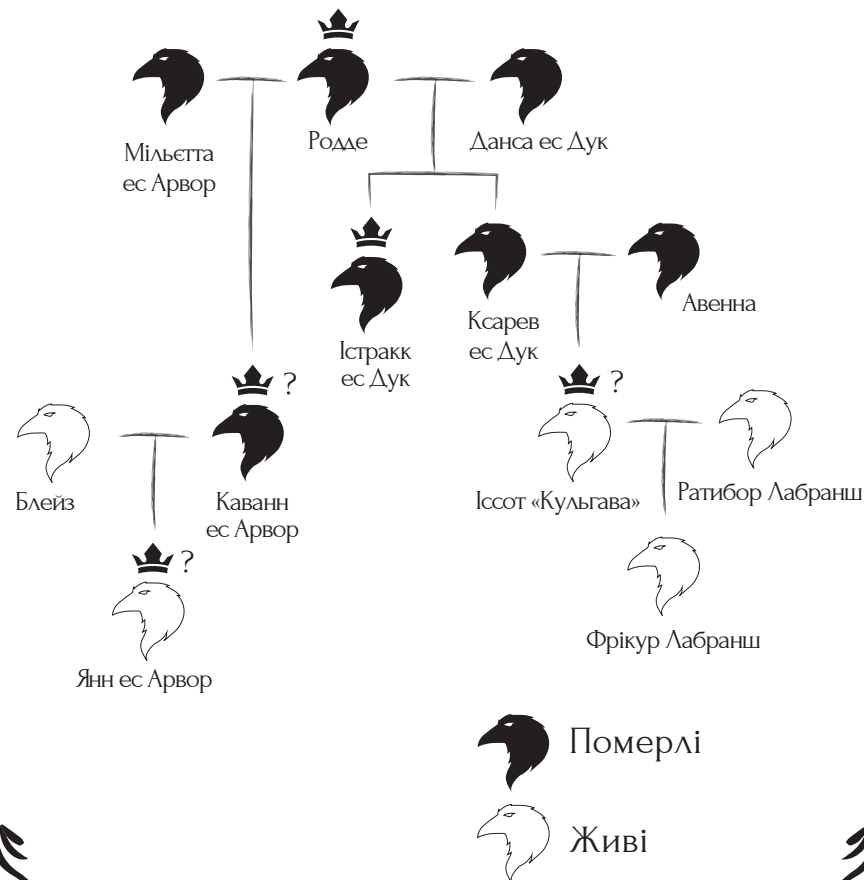 Мільєтта
ес Арвор
Родде
Данса ес Дук
Істракк
ес Дук
Ксарев
ес Дук
Авенна
?
?
Блейз
Каванн
ес Арвор
Іссот «Кульгава»
Ратибор Лабранш
?
Янн ес Арвор
Фрікур Лабранш
Померлі
Живі